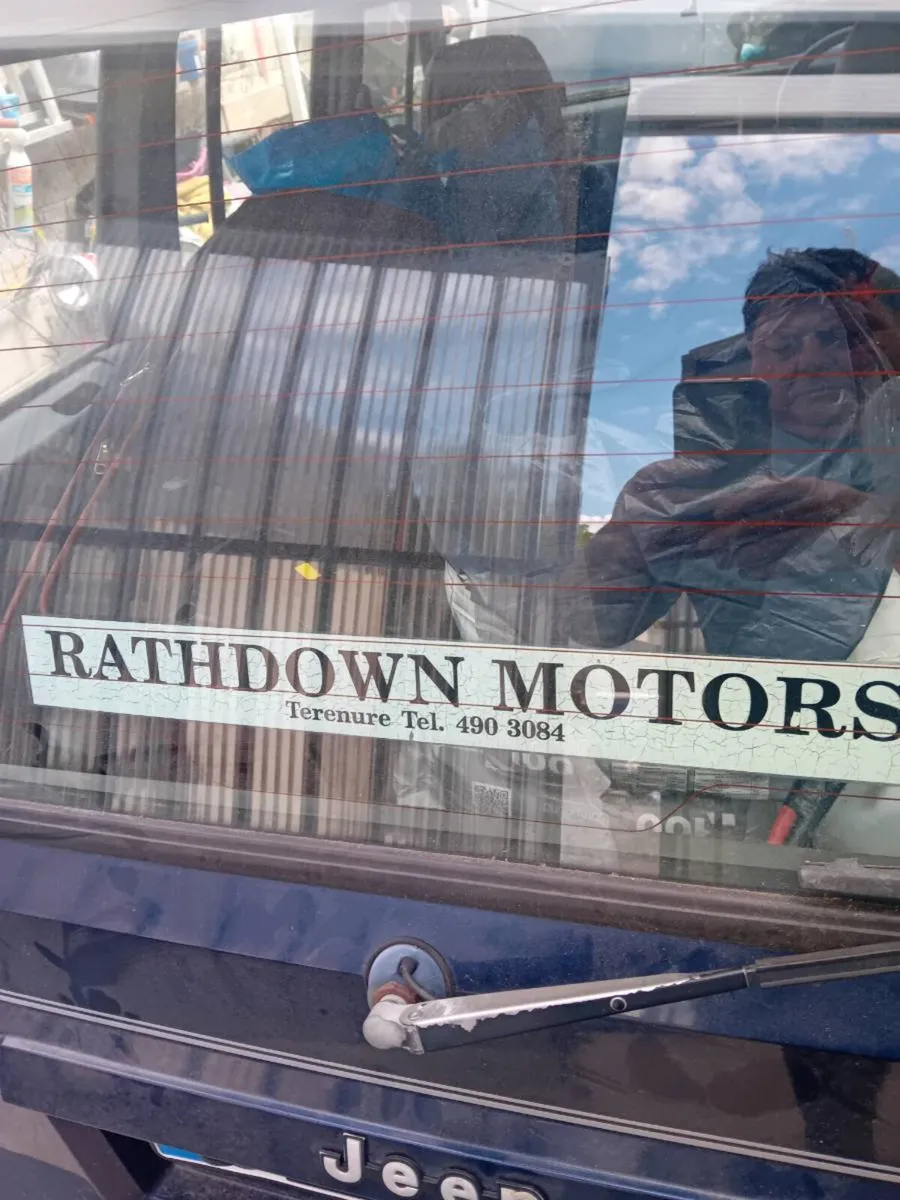 RATHDOWN MOTORS
Terenure Tel. 490 3084
Jeep